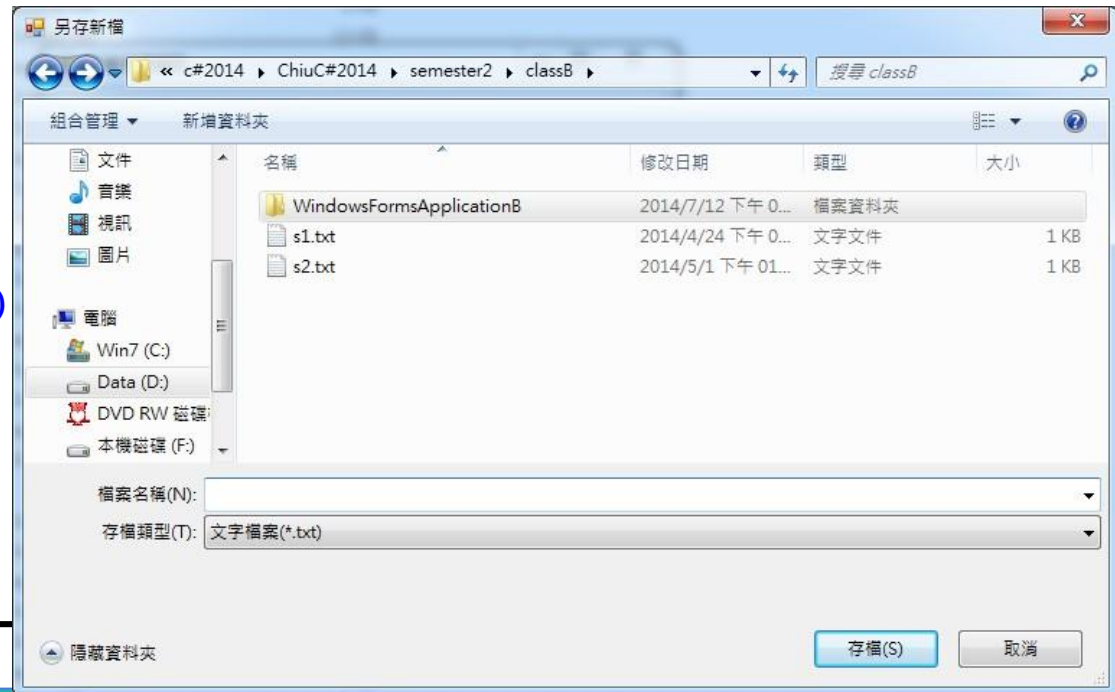 另存新檔
« c#2014 ▸ ChiuC#2014 ▸ semester2 ▸ classB ▸
搜尋 classB
組合管理 ▼ 新增資料夾
名稱 修改日期 類型 大小
文件
音樂
視訊
圖片
電腦
Win7 (C:)
Data (D:)
DVD RW 磁碟
本機磁碟 (F:)
WindowsFormsApplicationB 2014/7/12 下午 0... 檔案資料夾
s1.txt 2014/4/24 下午 0... 文字文件 1 KB
s2.txt 2014/5/1 下午 01... 文字文件 1 KB
)
檔案名稱(N):
存檔類型(T): 文字檔案(*.txt)
隱藏資料夾
存檔(S) 取消